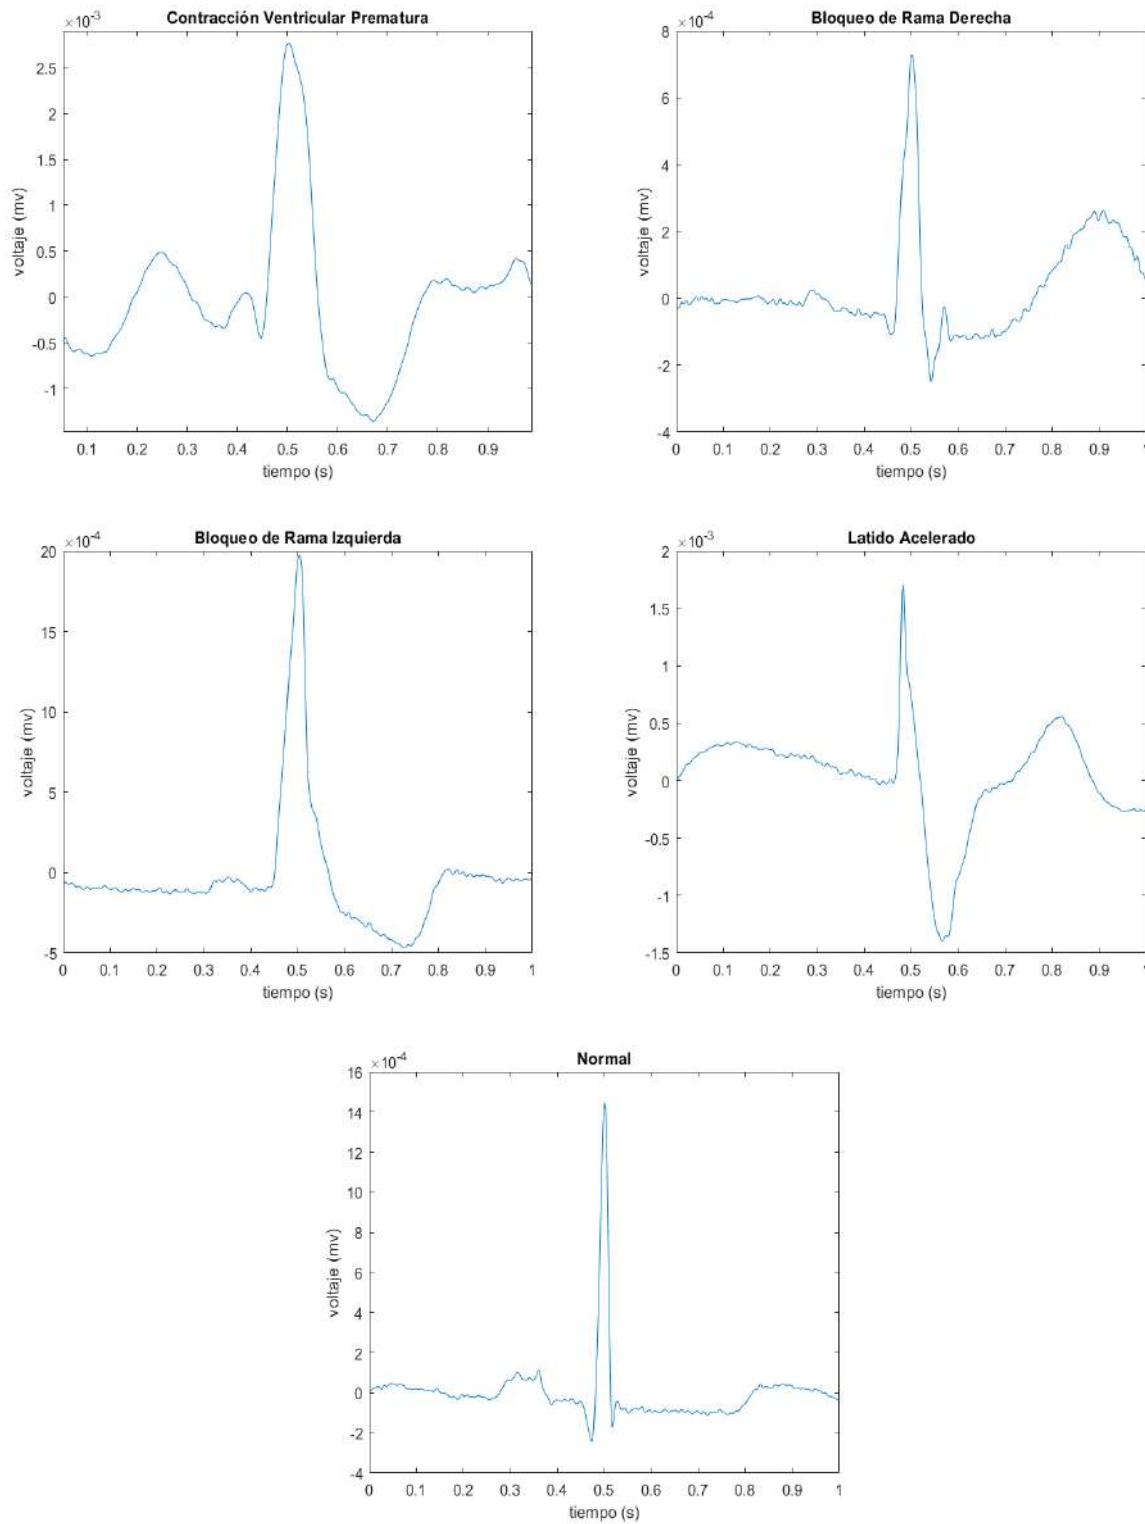 Contracción Ventricular Prematura
×10-3
2.5
2
1.5
1
0.5
0
-0.5
-1
voltaje (mv)
0.1 0.2 0.3 0.4 0.5 0.6 0.7 0.8 0.9
tiempo (s)
Bloqueo de Rama Derecha
×10-4
8
6
4
2
0
-2
-4
voltaje (mv)
0 0.1 0.2 0.3 0.4 0.5 0.6 0.7 0.8 0.9 1
tiempo (s)
Bloqueo de Rama Izquierda
×10-4
20
15
10
5
0
-5
voltaje (mv)
0 0.1 0.2 0.3 0.4 0.5 0.6 0.7 0.8 0.9 1
tiempo (s)
Latido Acelerado
×10-3
2
1.5
1
0.5
0
-0.5
-1
-1.5
voltaje (mv)
0 0.1 0.2 0.3 0.4 0.5 0.6 0.7 0.8 0.9 1
tiempo (s)
Normal
×10-4
16
14
12
10
8
6
4
2
0
-2
-4
voltaje (mv)
0 0.1 0.2 0.3 0.4 0.5 0.6 0.7 0.8 0.9 1
tiempo (s)